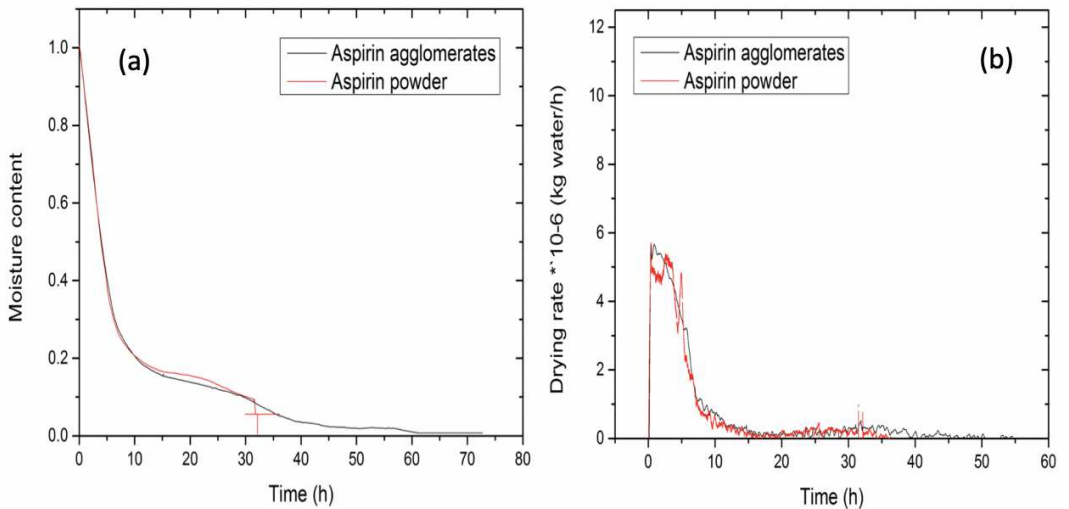 (a)
Aspirin agglomerates
Aspirin powder
1.0
0.8
0.6
0.4
0.2
0.0
Moisture content
0 10 20 30 40 50 60 70 80
Time (h)
(b)
Aspirin agglomerates
Aspirin powder
12
10
8
6
4
2
0
Drying rate *`10-6 (kg water/h)
0 10 20 30 40 50 60
Time (h)